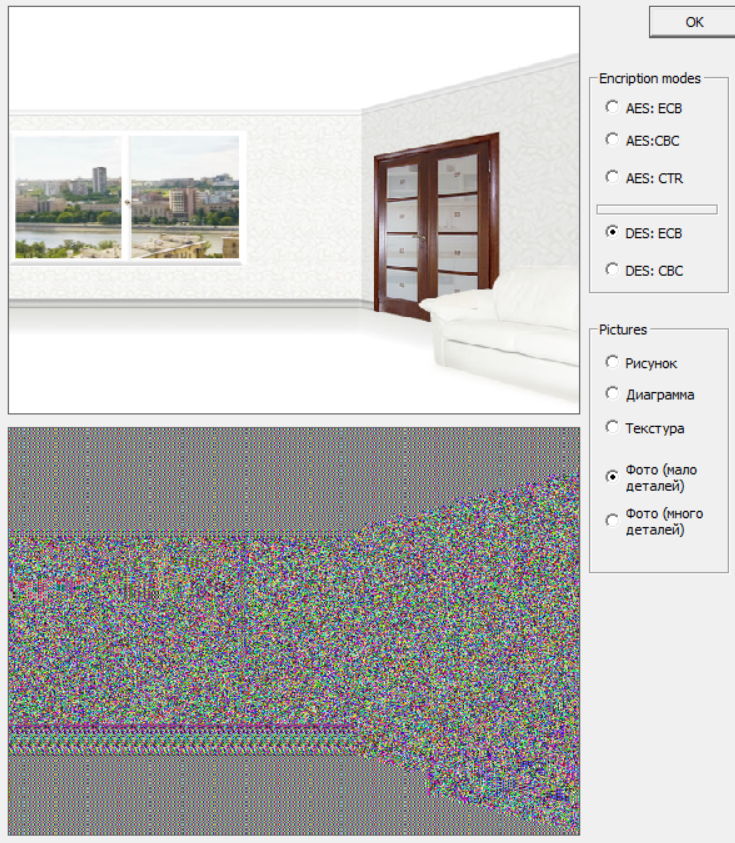 OK
Encription modes
AES: ECB
AES:CBC
AES: CTR
DES: ECB
DES: CBC
Pictures
Рисунок
Диаграмма
Текстура
Фото (мало
деталей)
Фото (много
деталей)